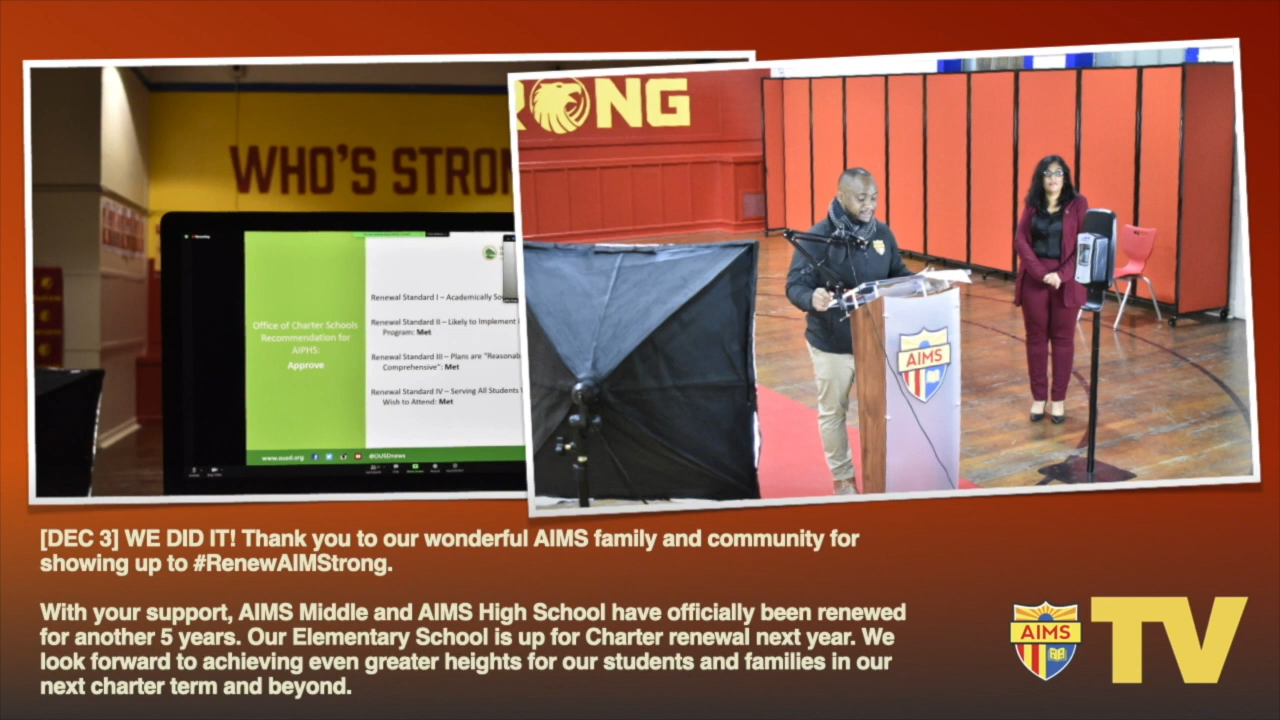 WHO'S STRON
RONG
Office of Charter Schools
Recommendation for
AIPHS:
Approve
Renewal Standard I – Academically So
Renewal Standard II – Likely to Implement
Program: Met
Renewal Standard III – Plans are "Reasonab
Comprehensive": Met
Renewal Standard IV – Serving All Students
Wish to Attend: Met
www.ousd.org
@OUSDnews
AIMS
[DEC 3] WE DID IT! Thank you to our wonderful AIMS family and community for
showing up to #RenewAIMStrong.
With your support, AIMS Middle and AIMS High School have officially been renewed
for another 5 years. Our Elementary School is up for Charter renewal next year. We
look forward to achieving even greater heights for our students and families in our
next charter term and beyond.
AIMS TV